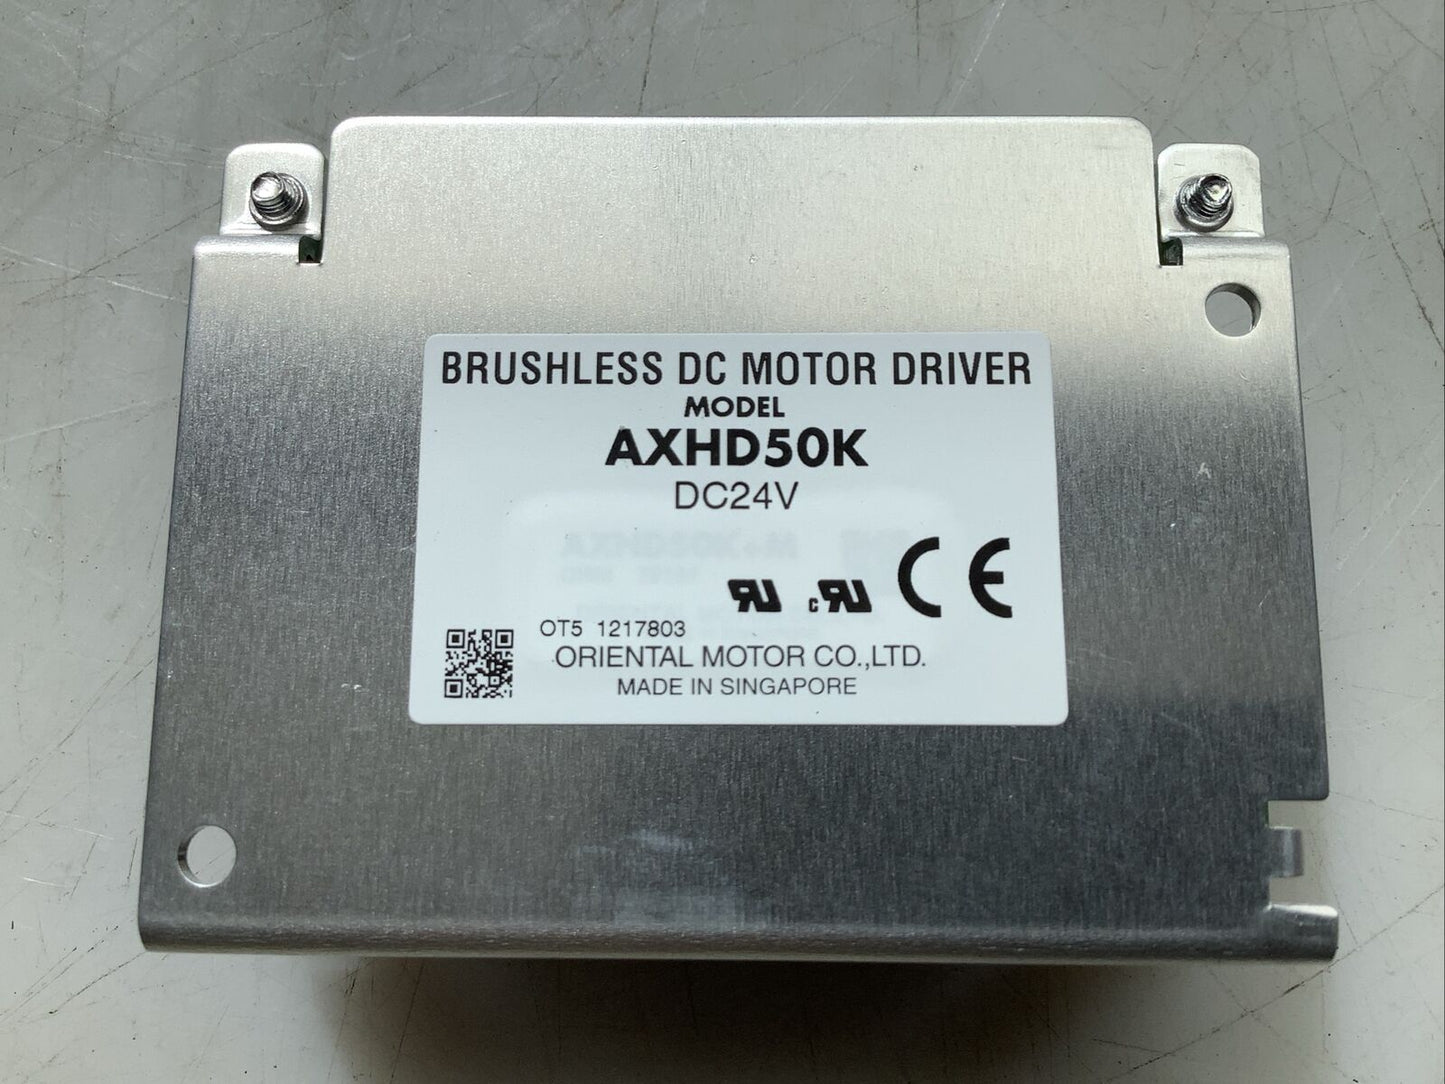 BRUSHLESS DC MOTOR DRIVER
MODEL
AXHD50K
DC24V
c
CE
OT5 1217803
ORIENTAL MOTOR CO.,LTD.
MADE IN SINGAPORE